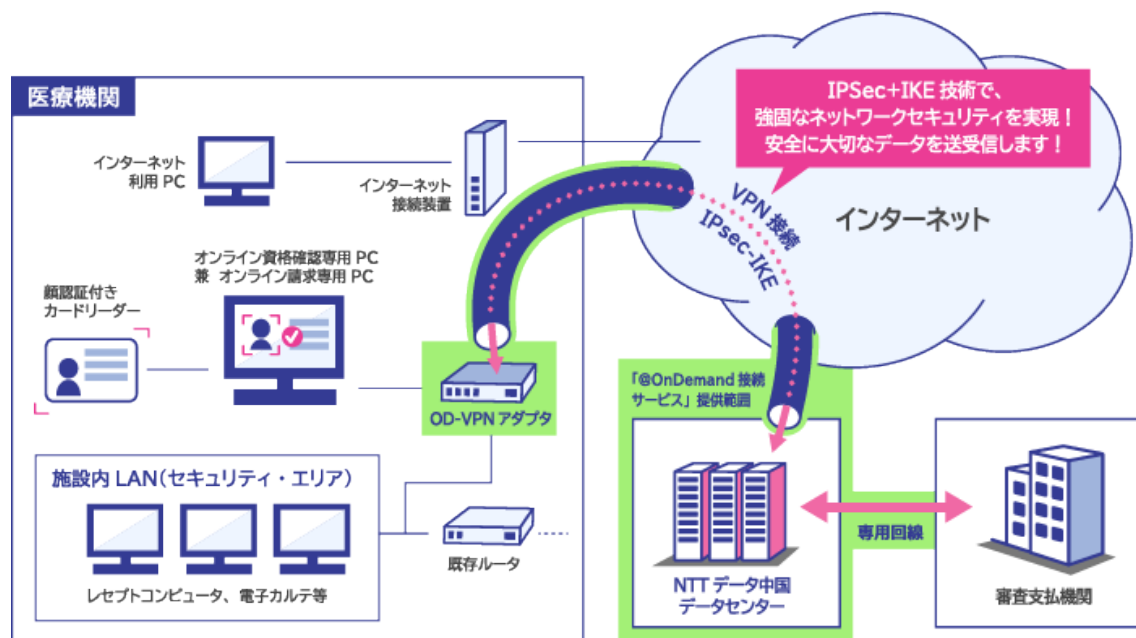 医療機関
インターネット
利用 PC
インターネット
接続装置
IPSec+IKE 技術で、
強固なネットワークセキュリティを実現！
安全に大切なデータを送受信します！
VPN 接続
IPsec-IKE
インターネット
オンライン資格確認専用 PC
兼 オンライン請求専用 PC
顔認証付き
カードリーダー
OD-VPN アダプタ
「@OnDemand 接続
サービス」提供範囲
施設内 LAN（セキュリティ・エリア）
レセプトコンピュータ、電子カルテ等
既存ルータ
NTT データ中国
データセンター
専用回線
審査支払機関